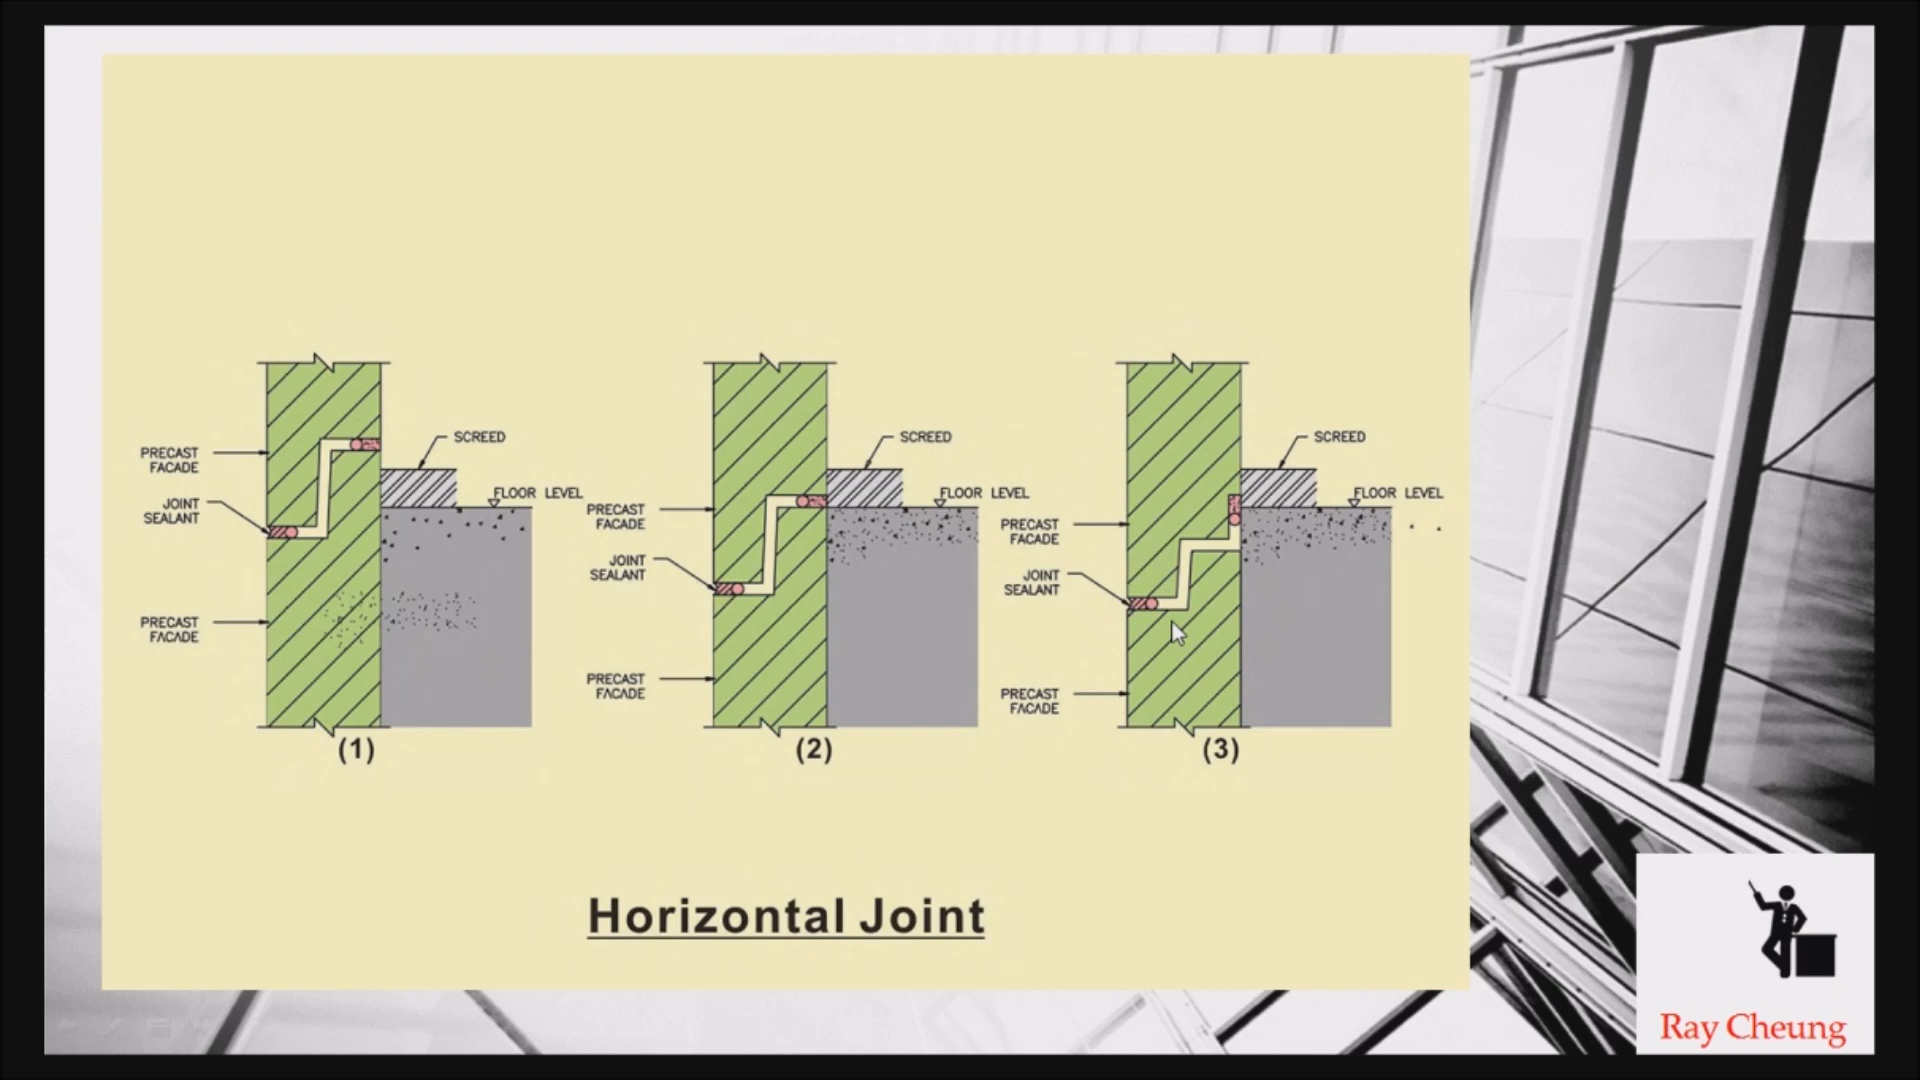 SCREED
PRECAST
FACADE
FLOOR LEVEL
JOINT
SEALANT
PRECAST
FACADE
(1)
SCREED
FLOOR LEVEL
PRECAST
FACADE
JOINT
SEALANT
PRECAST
FACADE
(2)
SCREED
FLOOR LEVEL
PRECAST
FACADE
JOINT
SEALANT
PRECAST
FACADE
(3)
Horizontal Joint
Ray Cheung